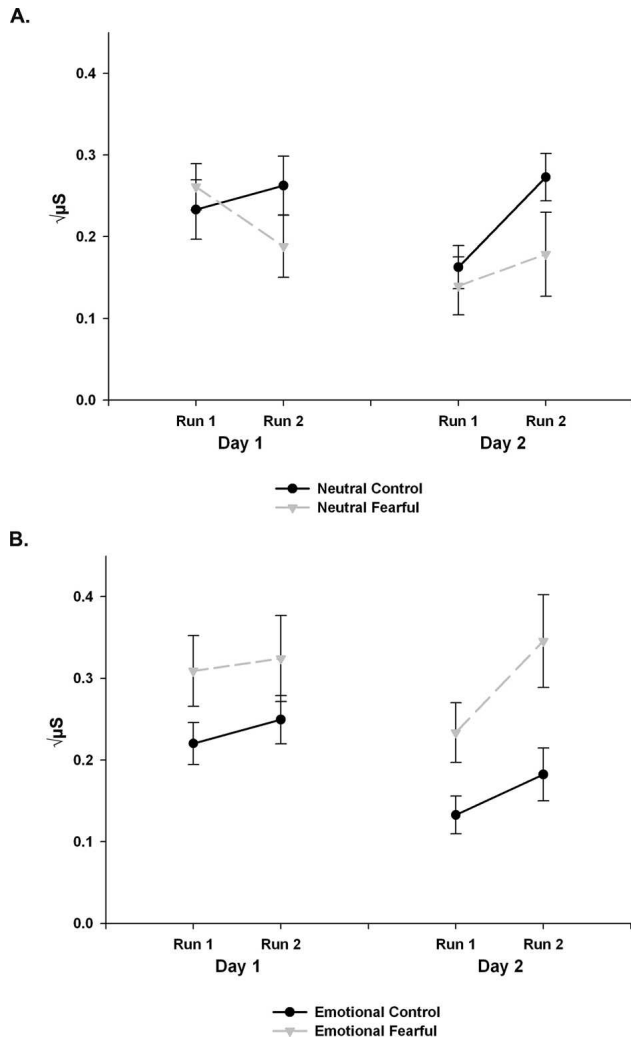 A.
0.4
0.3
√µS
0.2
0.1
0.0
Run 1 Run 2 Run 1 Run 2
Day 1 Day 2
Neutral Control
Neutral Fearful
B.
0.4
0.3
√µS
0.2
0.1
0.0
Run 1 Run 2 Run 1 Run 2
Day 1 Day 2
Emotional Control
Emotional Fearful